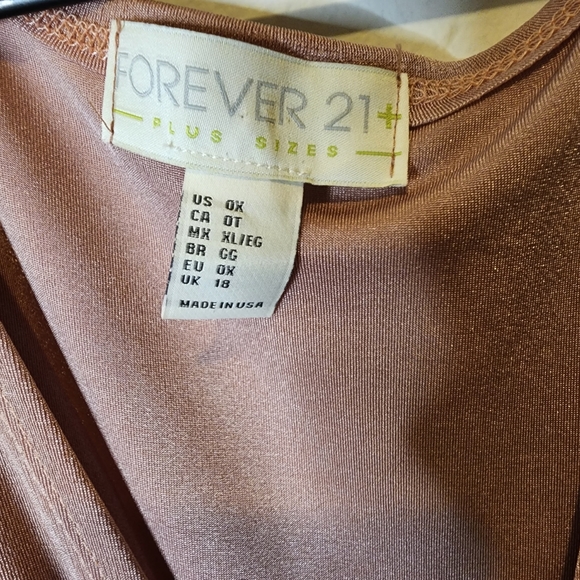 FOREVER 21+
PLUS SIZES
US 0X
CA 0T
MX XL/EG
BR GG
EU 0X
UK 18
MADE IN USA